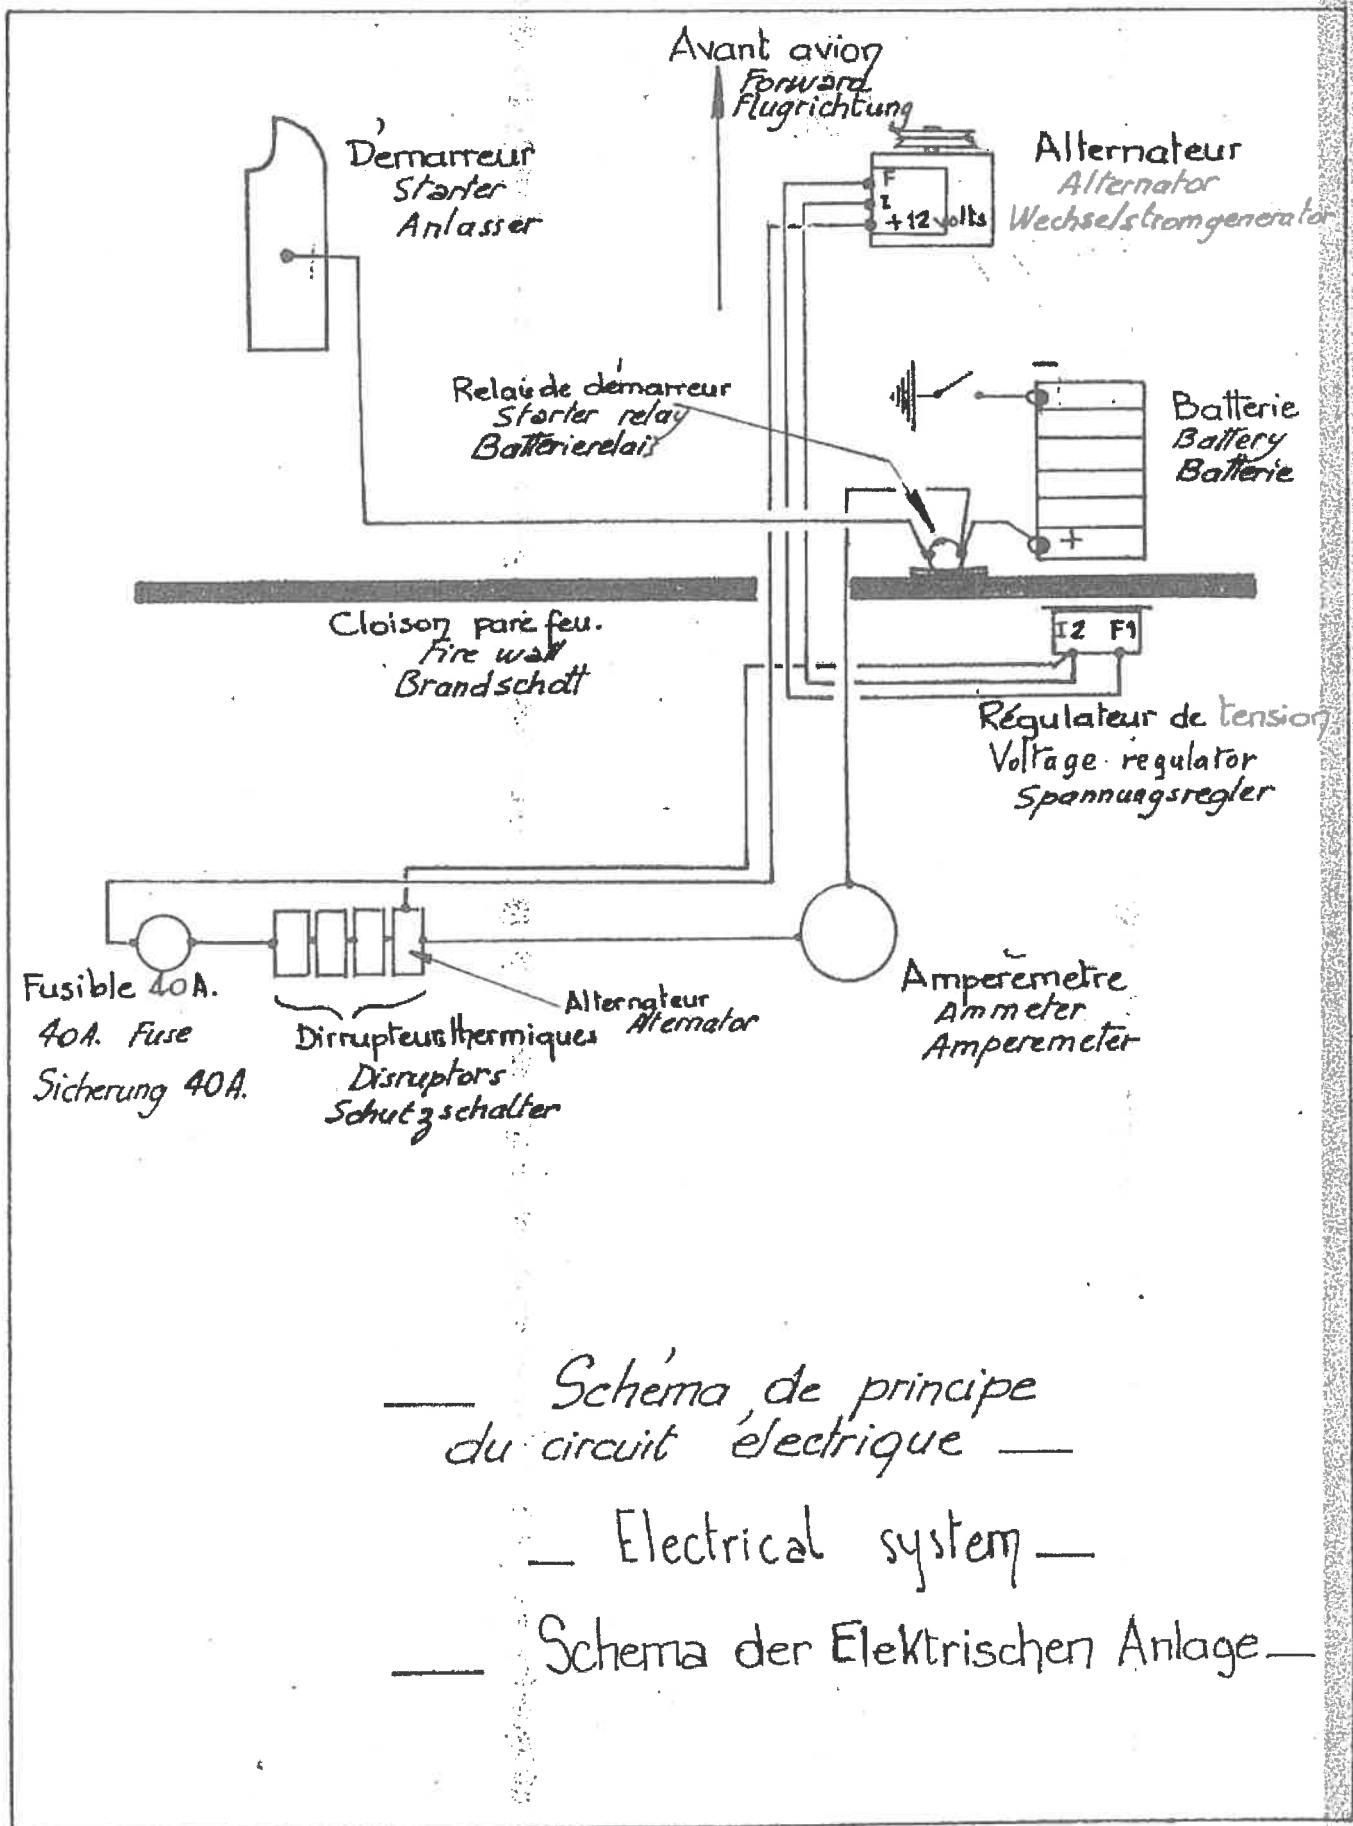 Avant avion
Forward
Flugrichtung
Démarreur
Starter
Anlasser
F
I
+12 volts
Alternateur
Alternator
Wechselstromgenerator
Relais de démarreur
Starter relay
Batterierelais
−
+
Batterie
Battery
Batterie
Cloison pare feu.
Fire wall
Brandschott
I2 F1
Régulateur de tension
Voltage regulator
Spannungsregler
Fusible 40A.
40A. Fuse
Sicherung 40A.
Dirrupteurs thermiques
Disruptors
Schutzschalter
Alternateur
Aternator
Ampèremètre
Ammeter
Amperemeter
— Schéma de principe
du circuit électrique —
— Electrical system —
— Schema der Elektrischen Anlage —